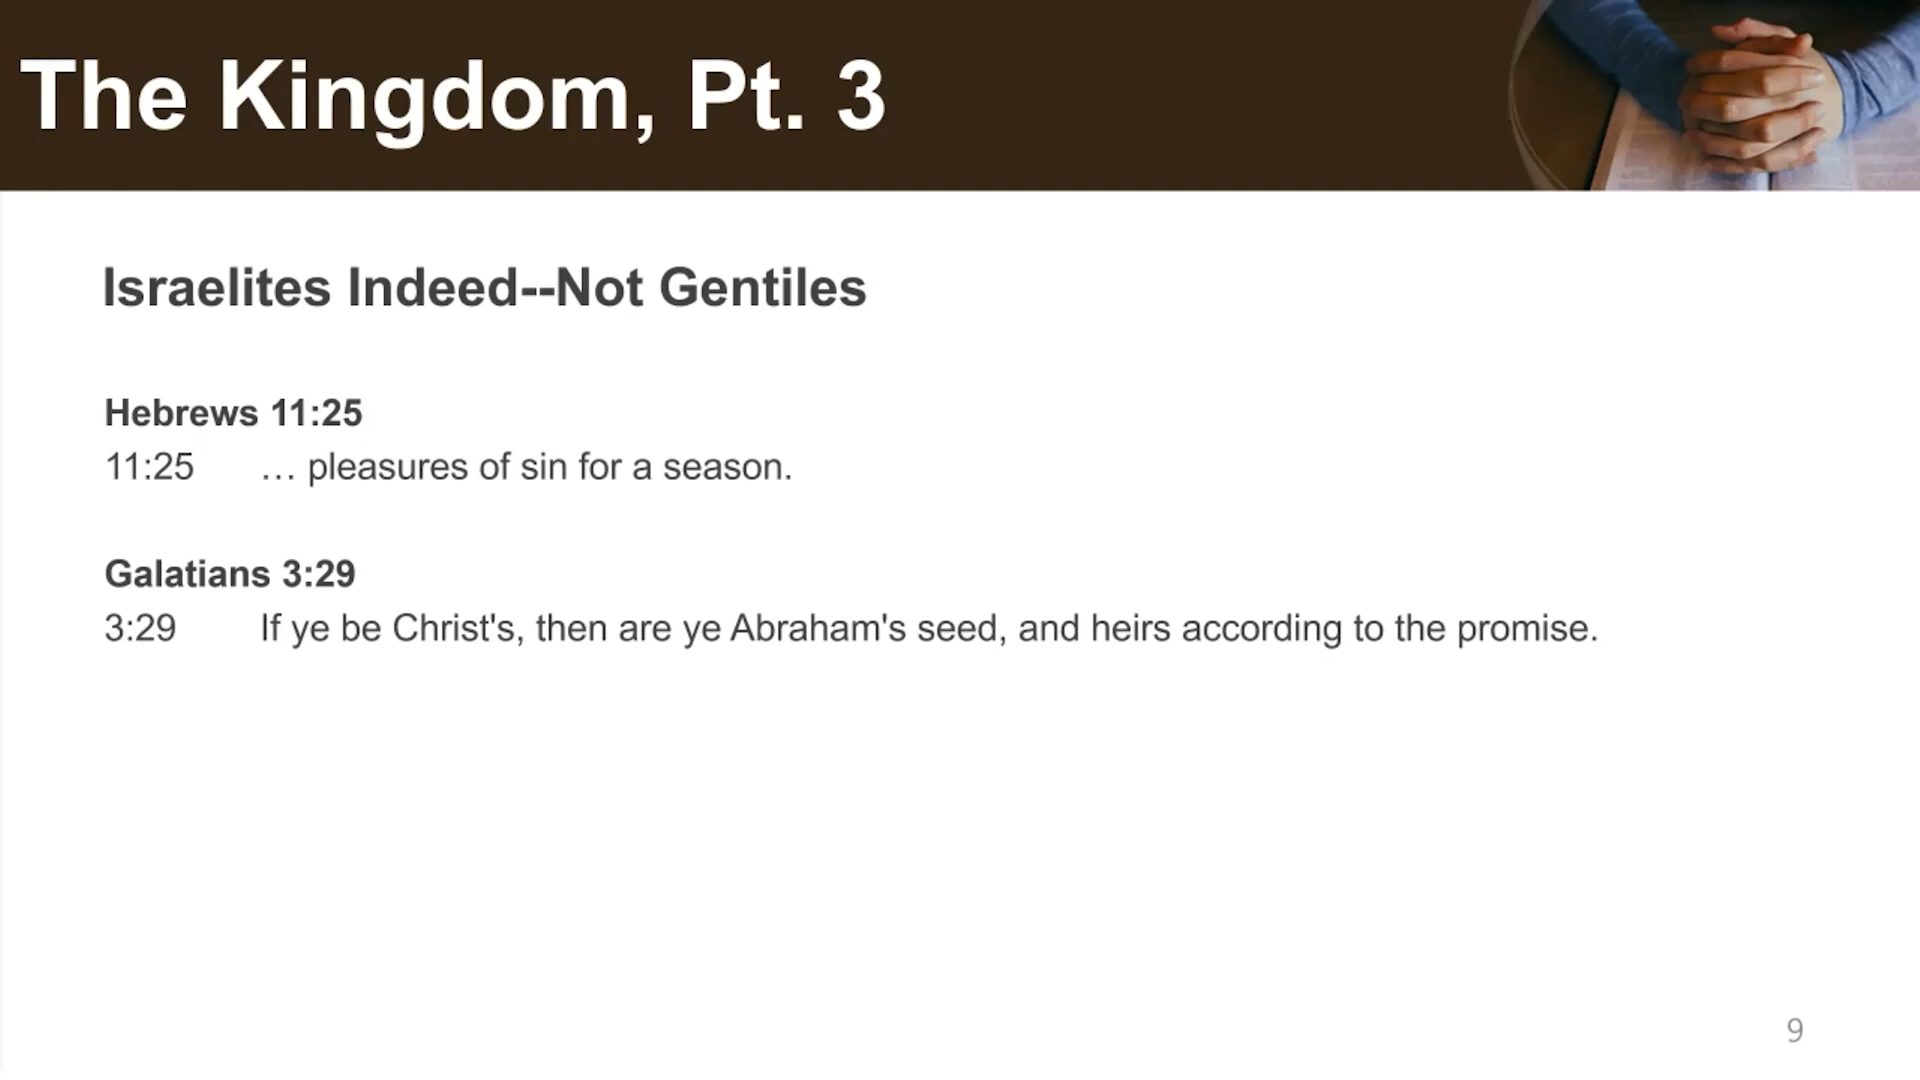 The Kingdom, Pt. 3
Israelites Indeed--Not Gentiles
Hebrews 11:25
11:25 … pleasures of sin for a season.
Galatians 3:29
3:29 If ye be Christ's, then are ye Abraham's seed, and heirs according to the promise.
9